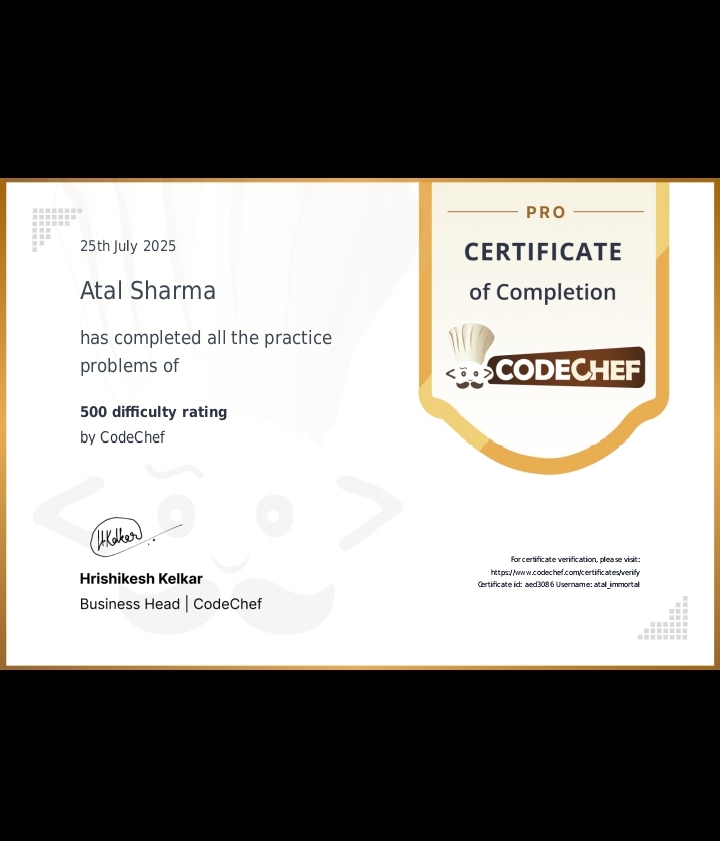 25th July 2025
Atal Sharma
has completed all the practice
problems of
500 difficulty rating
by CodeChef
H.Kelkar
Hrishikesh Kelkar
Business Head | CodeChef
PRO
CERTIFICATE
of Completion
CODECHEF
For certificate verification, please visit:
https://www.codechef.com/certificates/verify
Certificate id: aed3086 Username: atal_immortal